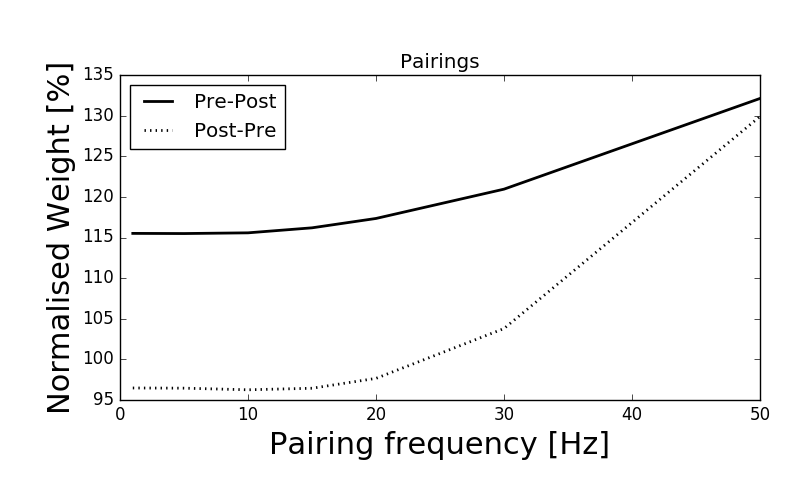 Pairings
Normalised Weight [%]
135
130
125
120
115
110
105
100
95
Pre-Post
Post-Pre
0 10 20 30 40 50
Pairing frequency [Hz]